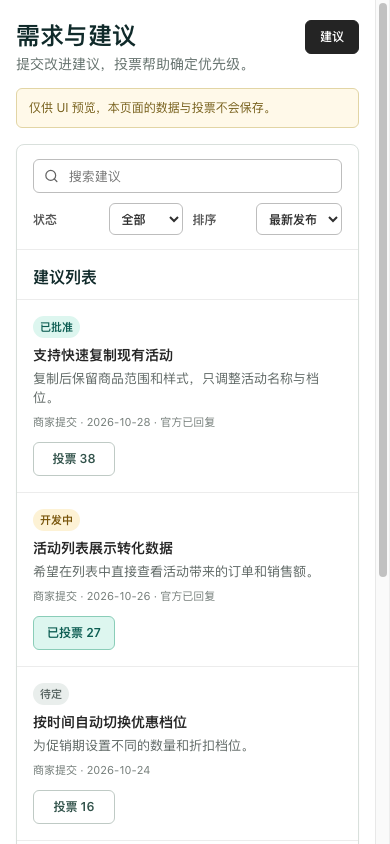 需求与建议
建议
提交改进建议，投票帮助确定优先级。
仅供 UI 预览，本页面的数据与投票不会保存。
搜索建议
状态 全部 排序 最新发布
建议列表
已批准
支持快速复制现有活动
复制后保留商品范围和样式，只调整活动名称与档
位。
商家提交 · 2026-10-28 · 官方已回复
投票 38
开发中
活动列表展示转化数据
希望在列表中直接查看活动带来的订单和销售额。
商家提交 · 2026-10-26 · 官方已回复
已投票 27
待定
按时间自动切换优惠档位
为促销期设置不同的数量和折扣档位。
商家提交 · 2026-10-24
投票 16